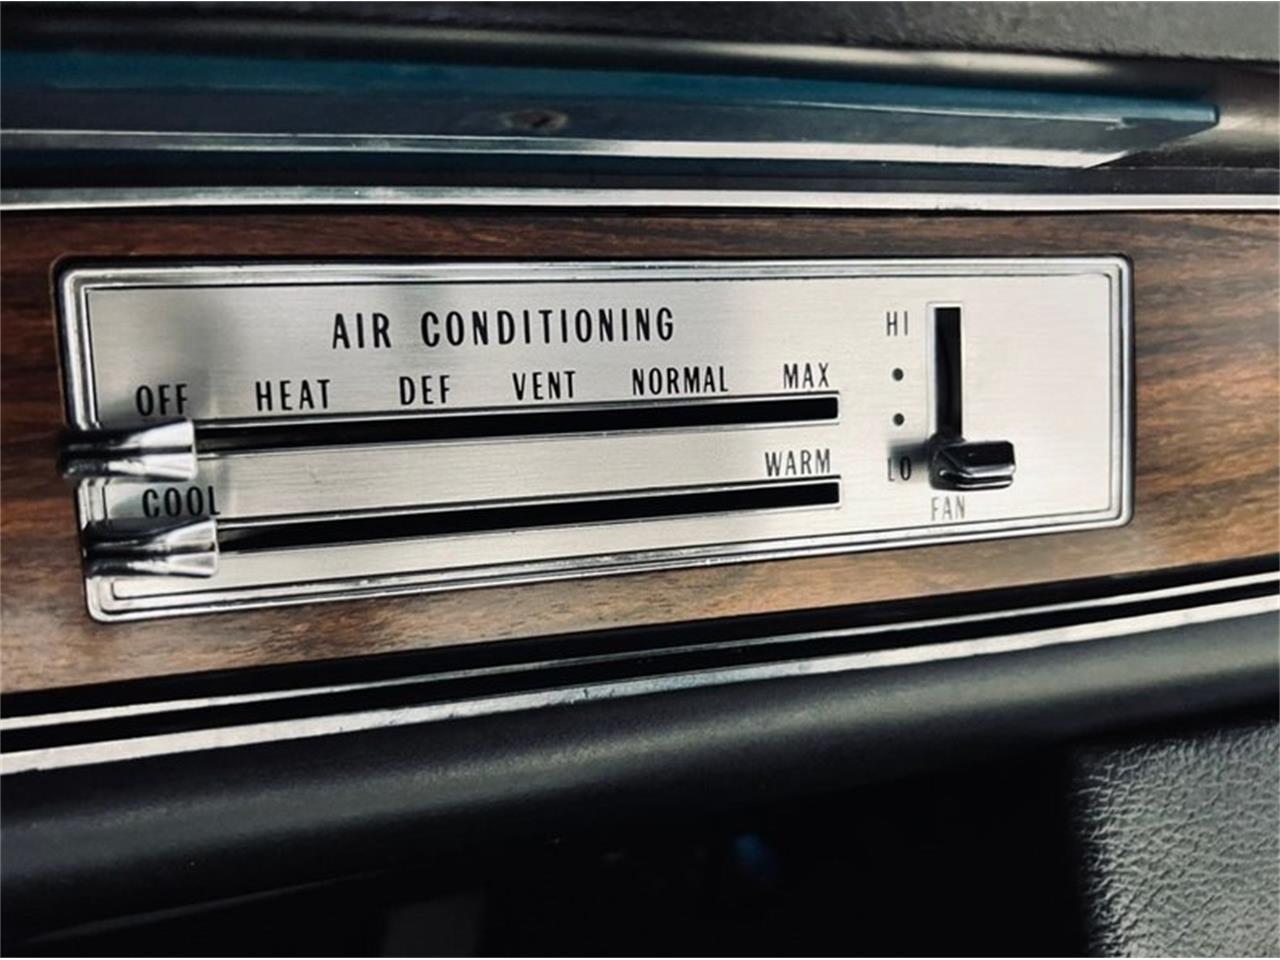 AIR CONDITIONING
OFF HEAT DEF VENT NORMAL MAX
COOL WARM
HI
LO
FAN